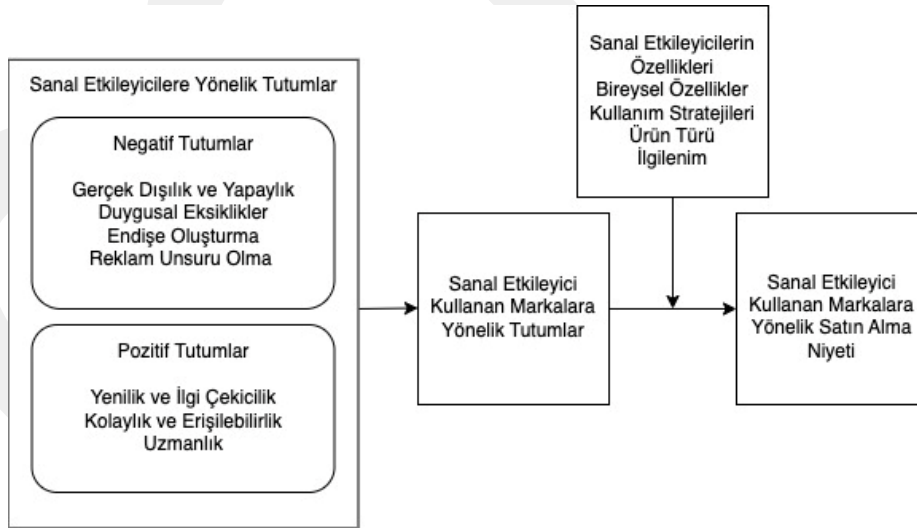 Sanal Etkileyicilere Yönelik Tutumlar
Negatif Tutumlar
Gerçek Dışılık ve Yapaylık
Duygusal Eksiklikler
Endişe Oluşturma
Reklam Unsuru Olma
Pozitif Tutumlar
Yenilik ve İlgi Çekicilik
Kolaylık ve Erişilebilirlik
Uzmanlık
Sanal Etkileyici
Kullanan Markalara
Yönelik Tutumlar
Sanal Etkileyicilerin
Özellikleri
Bireysel Özellikler
Kullanım Stratejileri
Ürün Türü
İlgilenim
Sanal Etkileyici
Kullanan Markalara
Yönelik Satın Alma
Niyeti